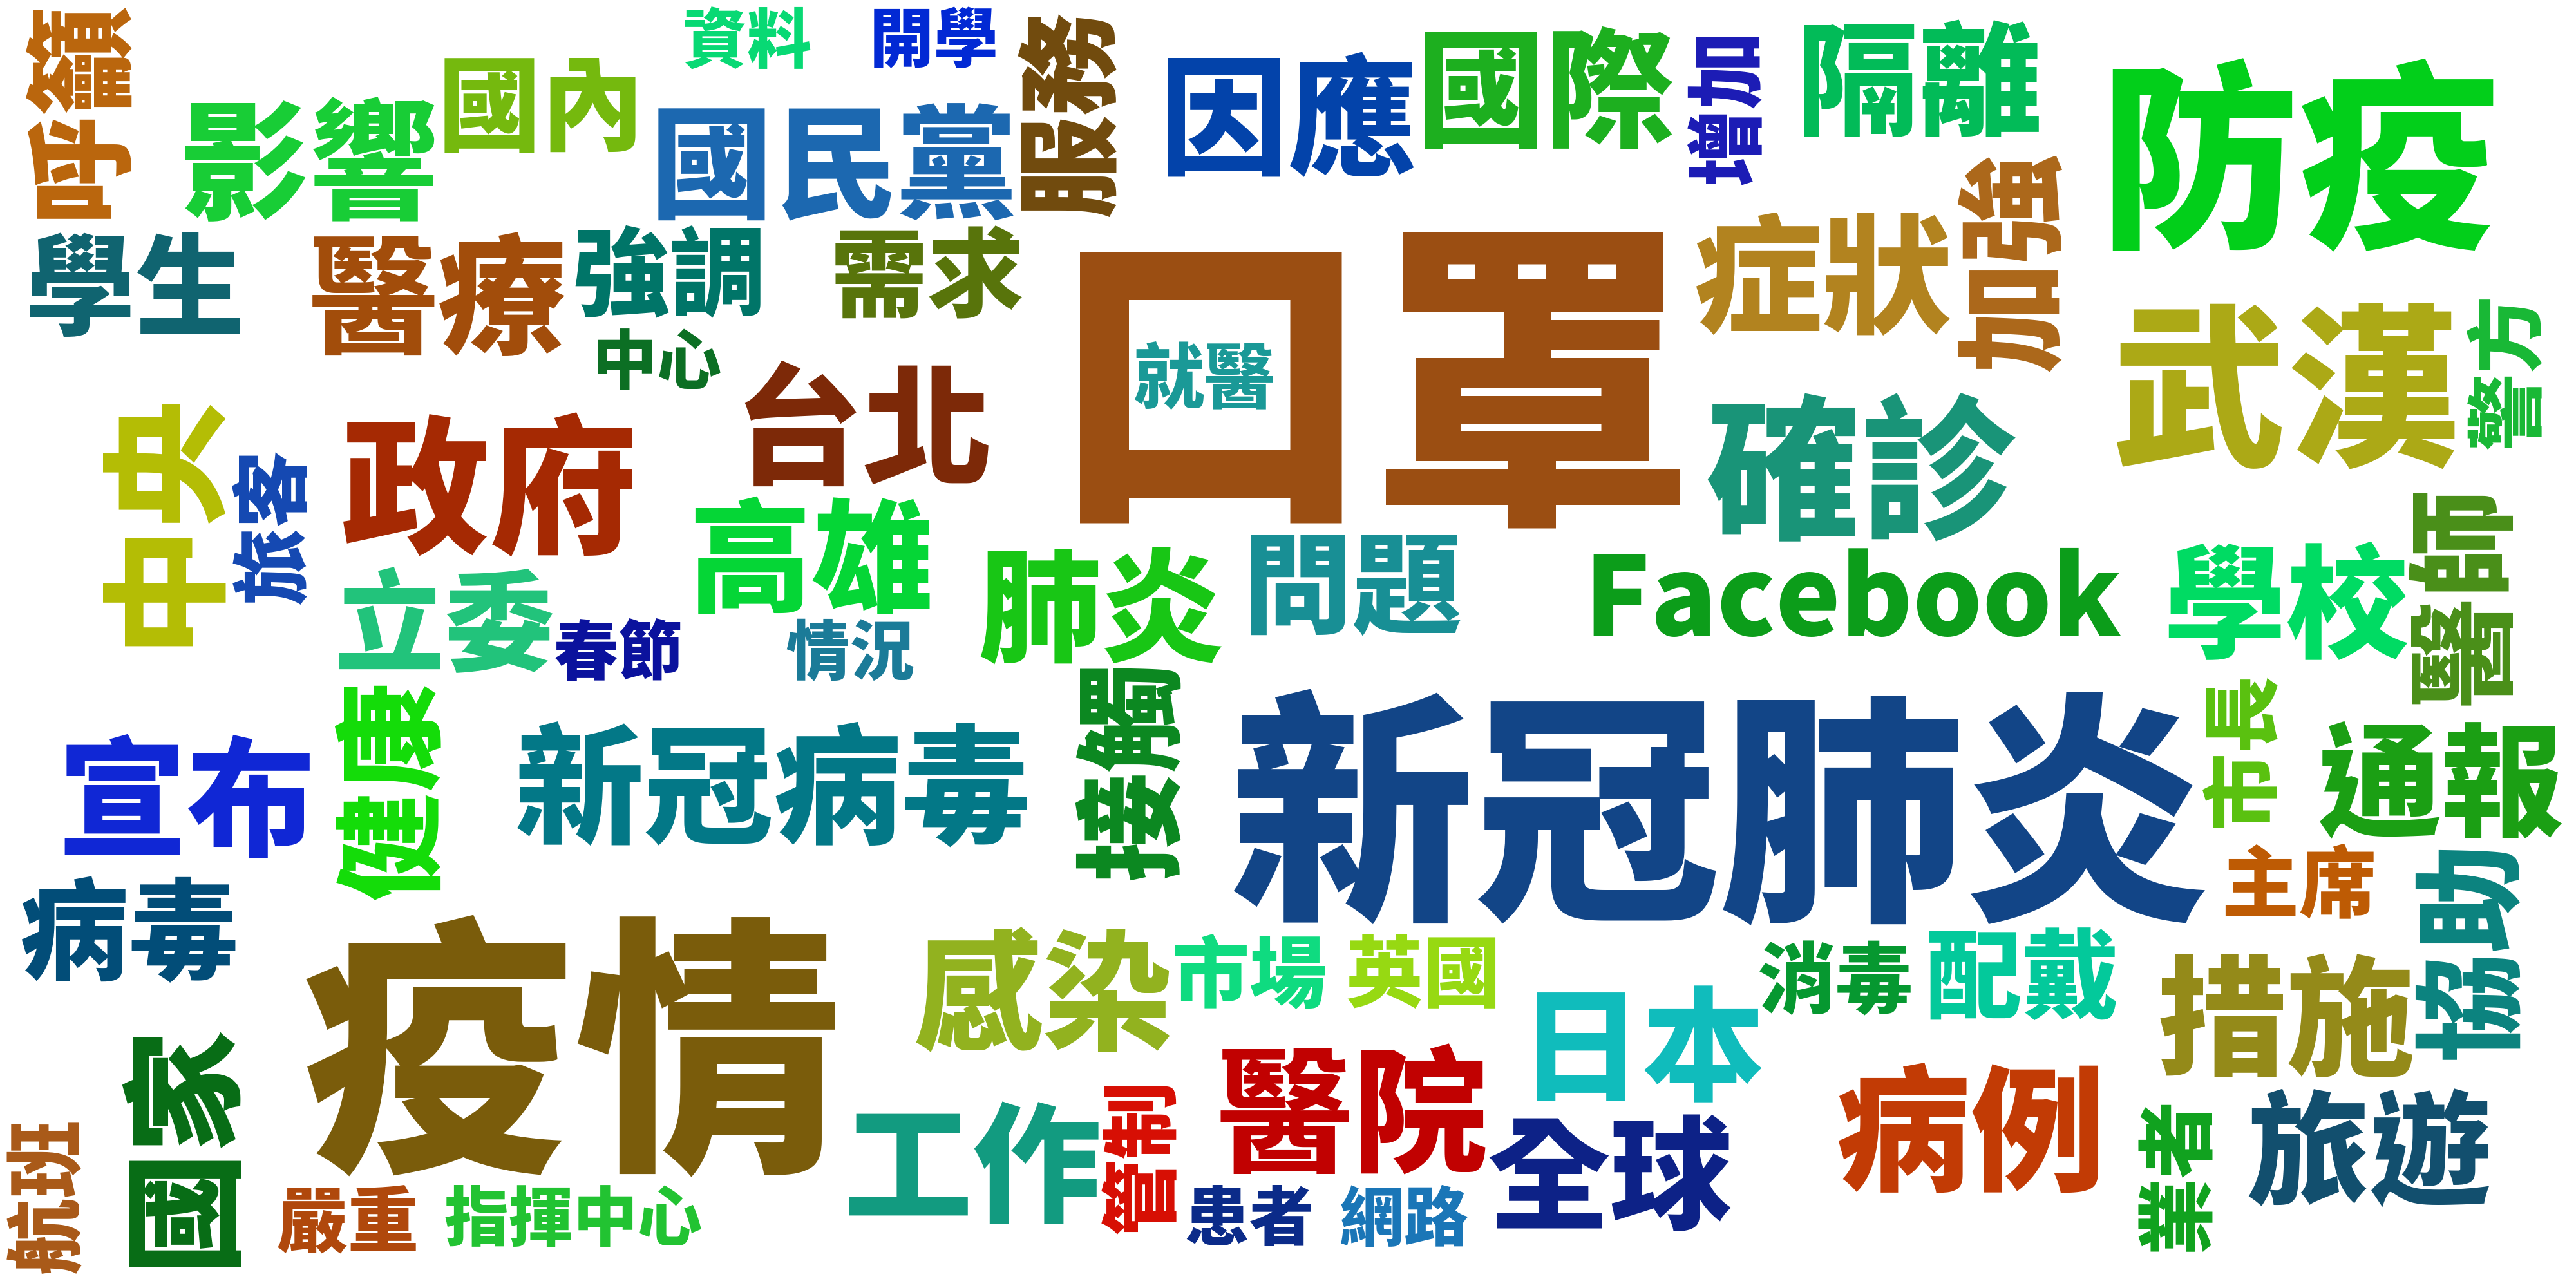 呼籲
資料
開學
服務
國內
影響
國民黨
因應
國際
增加
隔離
防疫
學生
醫療
強調
需求
口罩
症狀
加強
武漢
警方
中心
就醫
台北
中央
旅客
政府
確診
高雄
醫師
立委
肺炎
問題
Facebook
學校
春節
情況
接觸
市長
宣布
健康
新冠病毒
新冠肺炎
通報
主席
協助
病毒
疫情
感染
市場
英國
消毒
配戴
措施
國家
日本
醫院
病例
航班
工作
管制
全球
業者
旅遊
嚴重
指揮中心
患者
網路